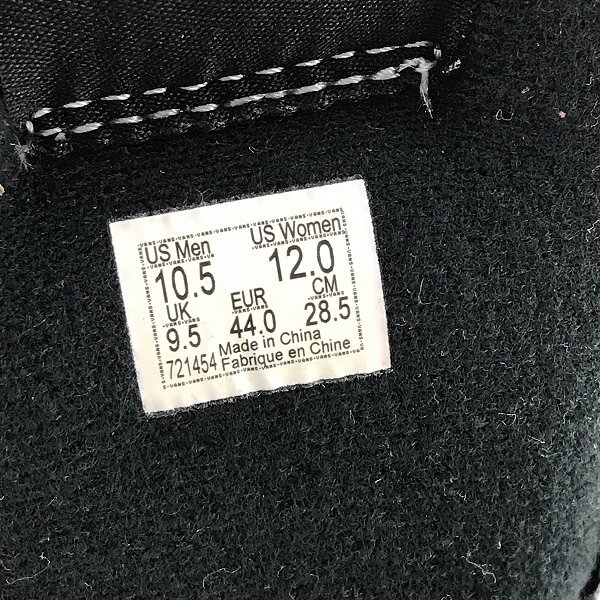 US Men US Women
10.5 12.0
UK EUR CM
9.5 44.0 28.5
721454 Made in China
Fabrique en Chine